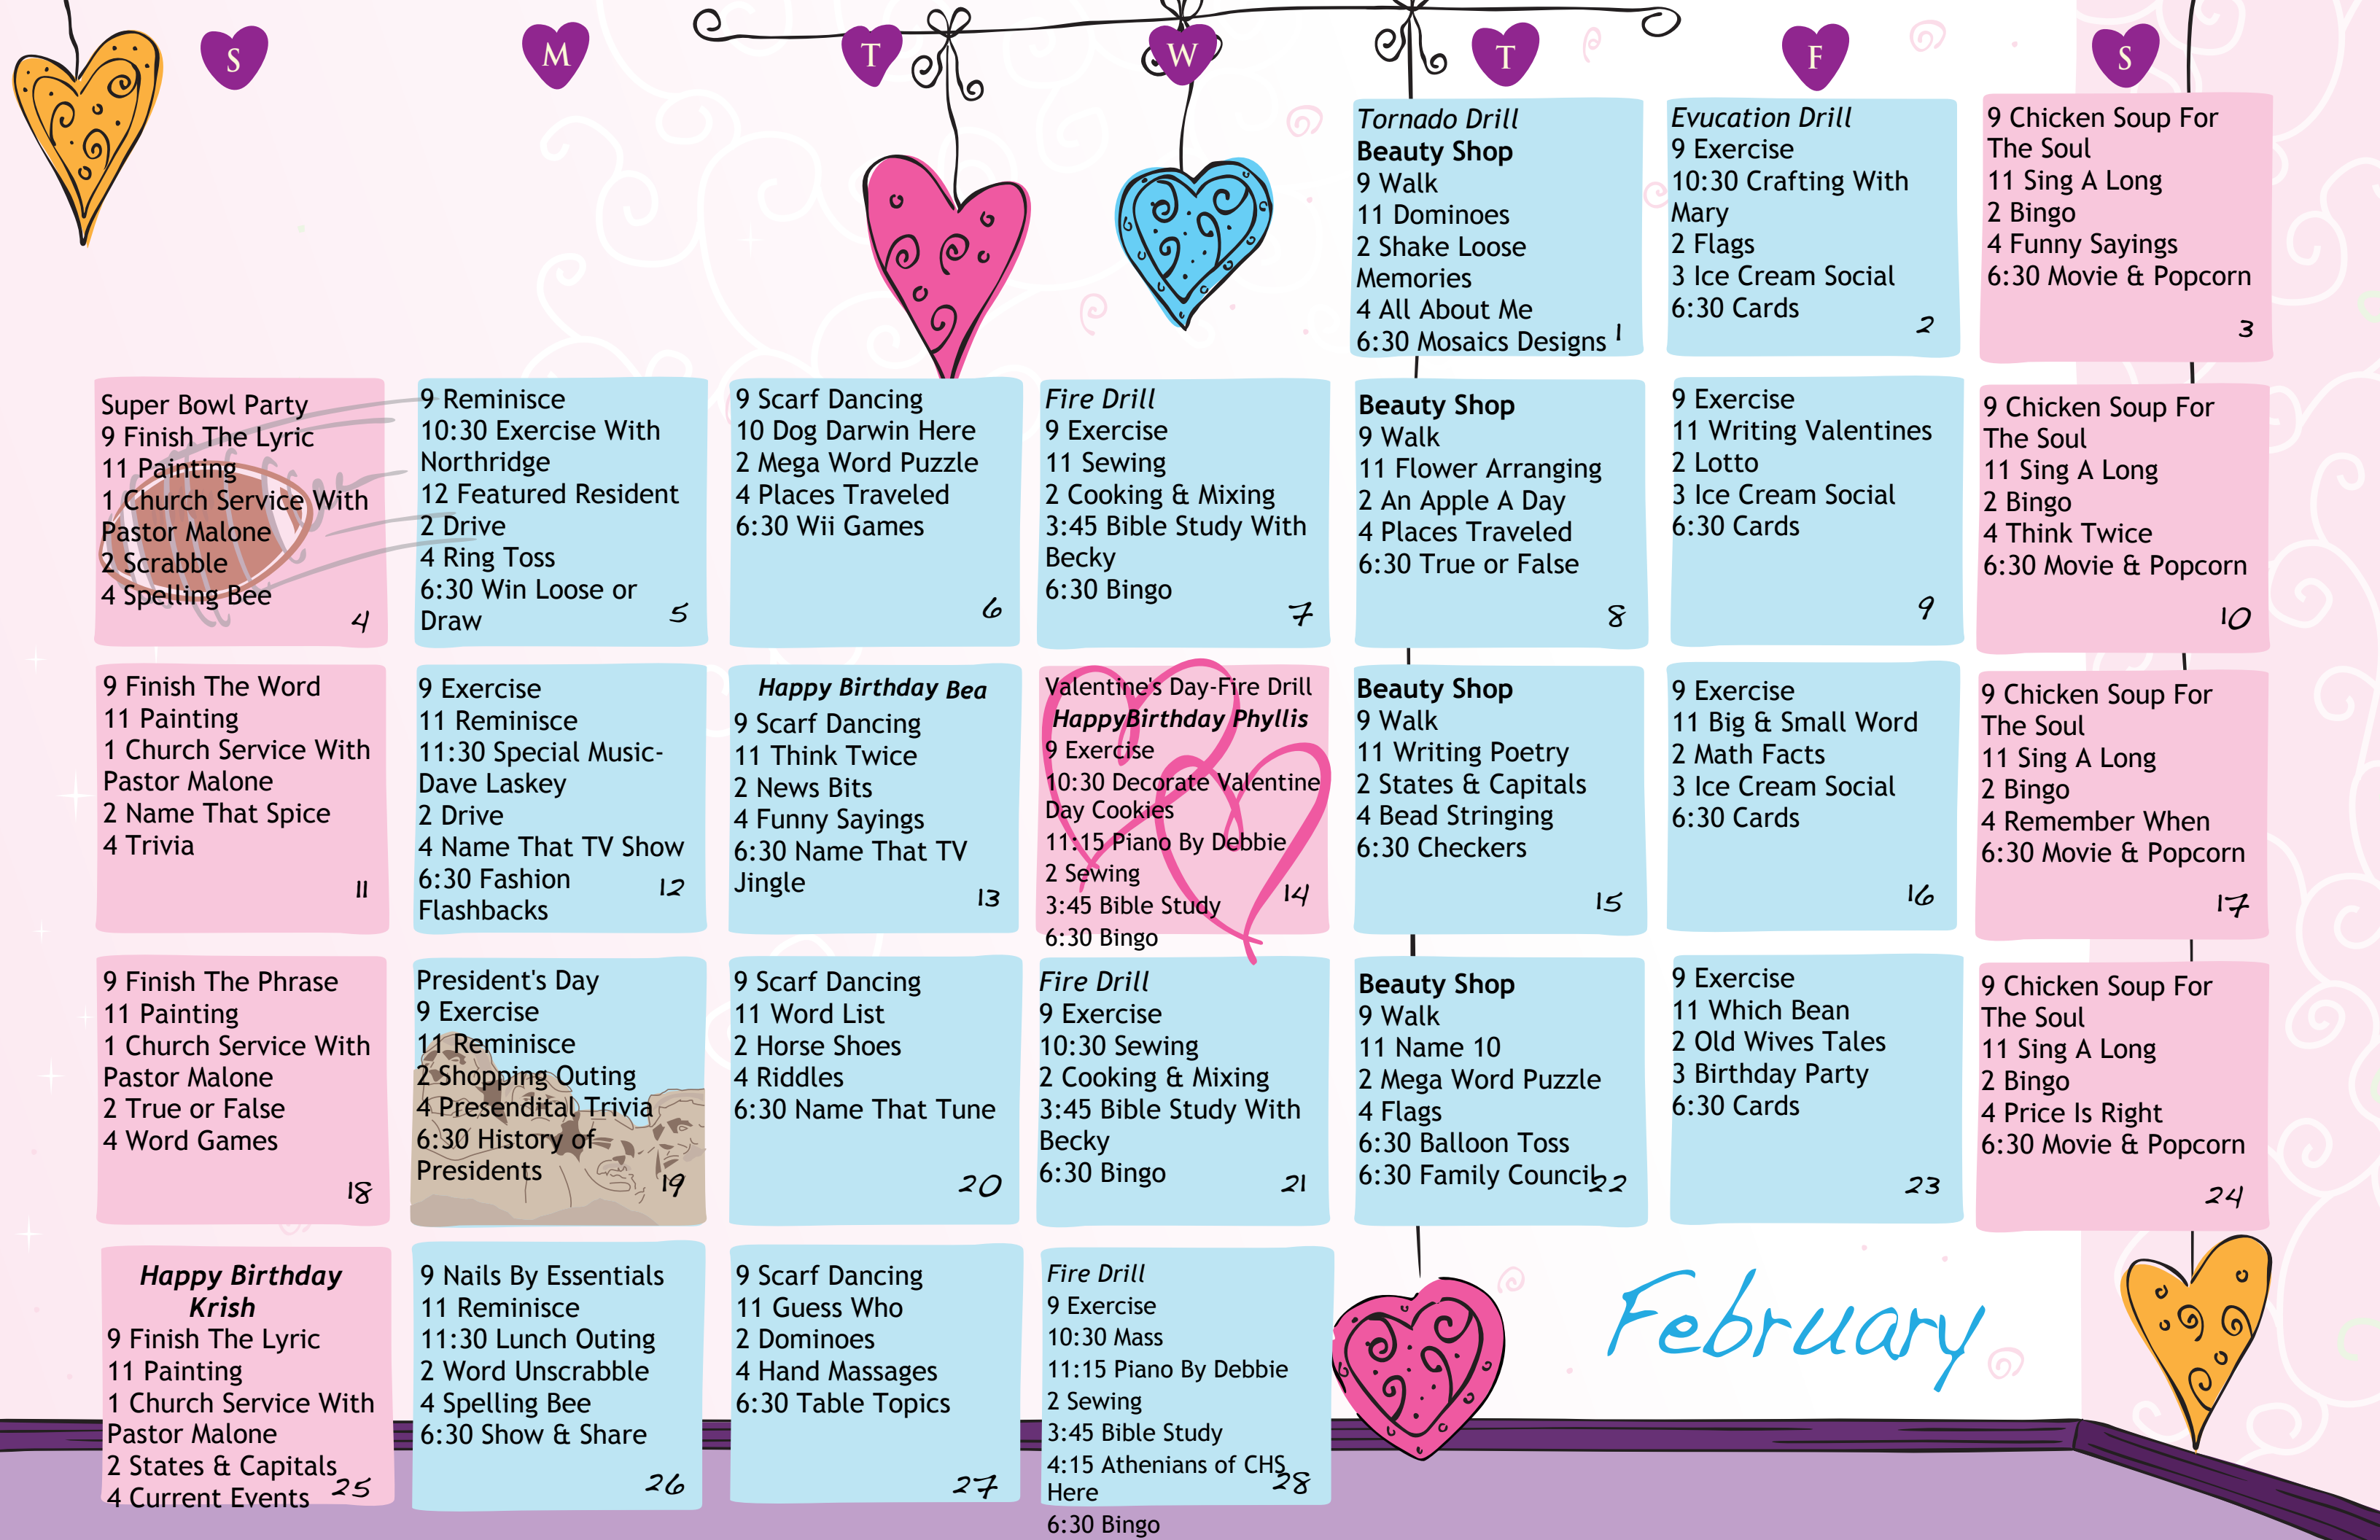 S
M
T
W
T
F
S
Tornado Drill
Beauty Shop
9 Walk
11 Dominoes
2 Shake Loose
Memories
4 All About Me
6:30 Mosaics Designs
1
Evucation Drill
9 Exercise
10:30 Crafting With
Mary
2 Flags
3 Ice Cream Social
6:30 Cards
2
9 Chicken Soup For
The Soul
11 Sing A Long
2 Bingo
4 Funny Sayings
6:30 Movie & Popcorn
3
Super Bowl Party
9 Finish The Lyric
11 Painting
1 Church Service With
Pastor Malone
2 Scrabble
4 Spelling Bee
4
9 Reminisce
10:30 Exercise With
Northridge
12 Featured Resident
2 Drive
4 Ring Toss
6:30 Win Loose or
Draw
5
9 Scarf Dancing
10 Dog Darwin Here
2 Mega Word Puzzle
4 Places Traveled
6:30 Wii Games
6
Fire Drill
9 Exercise
11 Sewing
2 Cooking & Mixing
3:45 Bible Study With
Becky
6:30 Bingo
7
Beauty Shop
9 Walk
11 Flower Arranging
2 An Apple A Day
4 Places Traveled
6:30 True or False
8
9 Exercise
11 Writing Valentines
2 Lotto
3 Ice Cream Social
6:30 Cards
9
9 Chicken Soup For
The Soul
11 Sing A Long
2 Bingo
4 Think Twice
6:30 Movie & Popcorn
10
9 Finish The Word
11 Painting
1 Church Service With
Pastor Malone
2 Name That Spice
4 Trivia
11
9 Exercise
11 Reminisce
11:30 Special Music-
Dave Laskey
2 Drive
4 Name That TV Show
6:30 Fashion
Flashbacks
12
Happy Birthday Bea
9 Scarf Dancing
11 Think Twice
2 News Bits
4 Funny Sayings
6:30 Name That TV
Jingle
13
Valentine's Day-Fire Drill
HappyBirthday Phyllis
9 Exercise
10:30 Decorate Valentine
Day Cookies
11:15 Piano By Debbie
2 Sewing
3:45 Bible Study
6:30 Bingo
14
Beauty Shop
9 Walk
11 Writing Poetry
2 States & Capitals
4 Bead Stringing
6:30 Checkers
15
9 Exercise
11 Big & Small Word
2 Math Facts
3 Ice Cream Social
6:30 Cards
16
9 Chicken Soup For
The Soul
11 Sing A Long
2 Bingo
4 Remember When
6:30 Movie & Popcorn
17
9 Finish The Phrase
11 Painting
1 Church Service With
Pastor Malone
2 True or False
4 Word Games
18
President's Day
9 Exercise
11 Reminisce
2 Shopping Outing
4 Presendital Trivia
6:30 History of
Presidents
19
9 Scarf Dancing
11 Word List
2 Horse Shoes
4 Riddles
6:30 Name That Tune
20
Fire Drill
9 Exercise
10:30 Sewing
2 Cooking & Mixing
3:45 Bible Study With
Becky
6:30 Bingo
21
Beauty Shop
9 Walk
11 Name 10
2 Mega Word Puzzle
4 Flags
6:30 Balloon Toss
6:30 Family Council
22
9 Exercise
11 Which Bean
2 Old Wives Tales
3 Birthday Party
6:30 Cards
23
9 Chicken Soup For
The Soul
11 Sing A Long
2 Bingo
4 Price Is Right
6:30 Movie & Popcorn
24
Happy Birthday
Krish
9 Finish The Lyric
11 Painting
1 Church Service With
Pastor Malone
2 States & Capitals
4 Current Events
25
9 Nails By Essentials
11 Reminisce
11:30 Lunch Outing
2 Word Unscrabble
4 Spelling Bee
6:30 Show & Share
26
9 Scarf Dancing
11 Guess Who
2 Dominoes
4 Hand Massages
6:30 Table Topics
27
Fire Drill
9 Exercise
10:30 Mass
11:15 Piano By Debbie
2 Sewing
3:45 Bible Study
4:15 Athenians of CHS
Here
6:30 Bingo
28
February